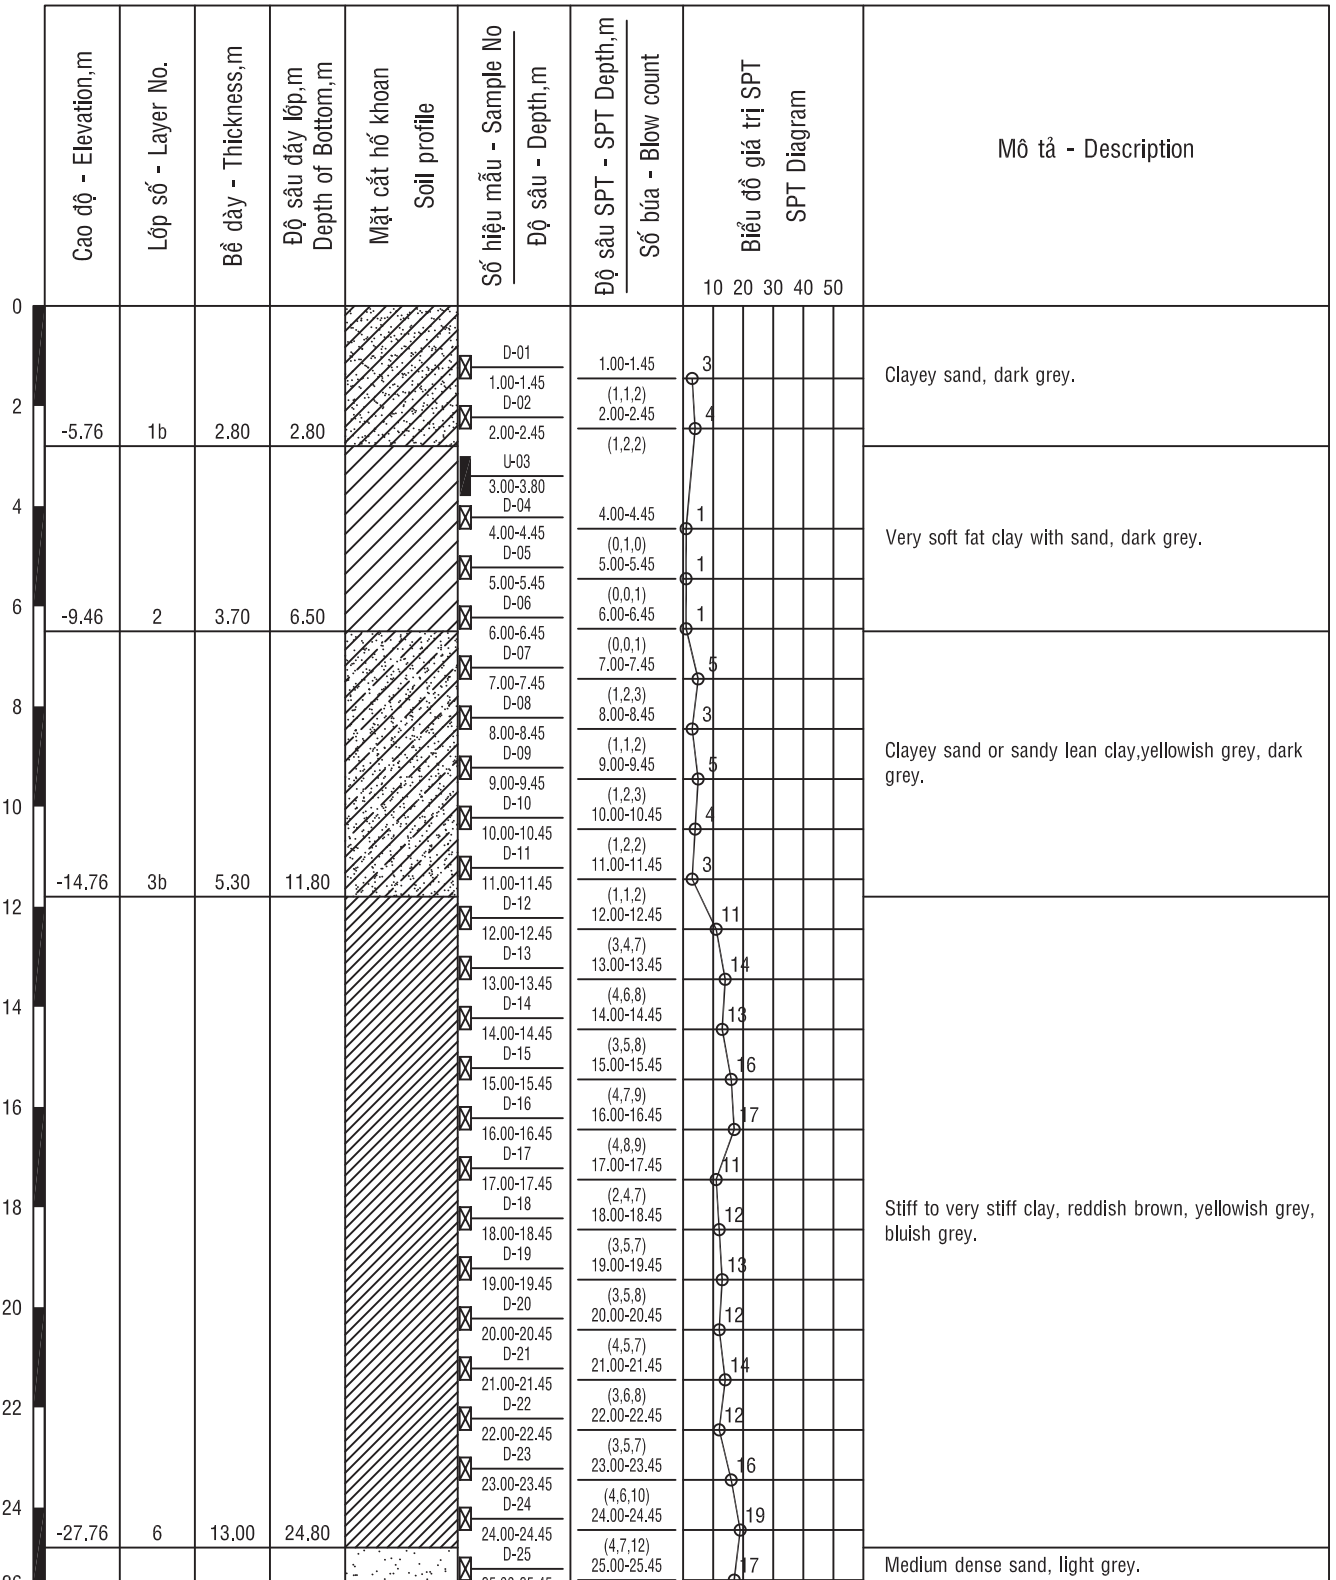 Cao độ - Elevation,m
Lớp số - Layer No.
Bề dày - Thickness,m
Độ sâu đáy lớp,m
Depth of Bottom,m
Mặt cắt hố khoan
Soil profile
Số hiệu mẫu - Sample No
Độ sâu - Depth,m
Độ sâu SPT - SPT Depth,m
Số búa - Blow count
Biểu đồ giá trị SPT
SPT Diagram
Mô tả - Description
10 20 30 40 50
0
D-01
1.00-1.45 3
Clayey sand, dark grey.
1.00-1.45 (1,1,2)
2 D-02 2.00-2.45 4
-5.76 1b 2.80 2.80 2.00-2.45
(1,2,2)
U-03
3.00-3.80
4 D-04 4.00-4.45 1
4.00-4.45 (0,1,0)
Very soft fat clay with sand, dark grey.
D-05 5.00-5.45 1
5.00-5.45 (0,0,1)
6 D-06 6.00-6.45 1
-9.46 2 3.70 6.50
6.00-6.45 (0,0,1)
D-07 7.00-7.45 5
7.00-7.45 (1,2,3)
8 D-08 8.00-8.45 3
8.00-8.45 (1,1,2)
D-09 9.00-9.45 5
Clayey sand or sandy lean clay,yellowish grey, dark
grey.
9.00-9.45 (1,2,3)
10 D-10 10.00-10.45 4
10.00-10.45 (1,2,2)
D-11 11.00-11.45 3
-14.76 3b 5.30 11.80
11.00-11.45 (1,1,2)
12 D-12 12.00-12.45 11
12.00-12.45 (3,4,7)
D-13 13.00-13.45 14
13.00-13.45 (4,6,8)
14 D-14 14.00-14.45 13
14.00-14.45 (3,5,8)
D-15 15.00-15.45 16
15.00-15.45 (4,7,9)
16 D-16 16.00-16.45 17
16.00-16.45 (4,8,9)
D-17 17.00-17.45 11
17.00-17.45 (2,4,7)
18 D-18 18.00-18.45 12
Stiff to very stiff clay, reddish brown, yellowish grey,
bluish grey.
18.00-18.45 (3,5,7)
D-19 19.00-19.45 13
19.00-19.45 (3,5,8)
20 D-20 20.00-20.45 12
20.00-20.45 (4,5,7)
D-21 21.00-21.45 14
21.00-21.45 (3,6,8)
22 D-22 22.00-22.45 12
22.00-22.45 (3,5,7)
D-23 23.00-23.45 16
23.00-23.45 (4,6,10)
24 D-24 24.00-24.45 19
-27.76 6 13.00 24.80
24.00-24.45 (4,7,12)
D-25 25.00-25.45 17
Medium dense sand, light grey.